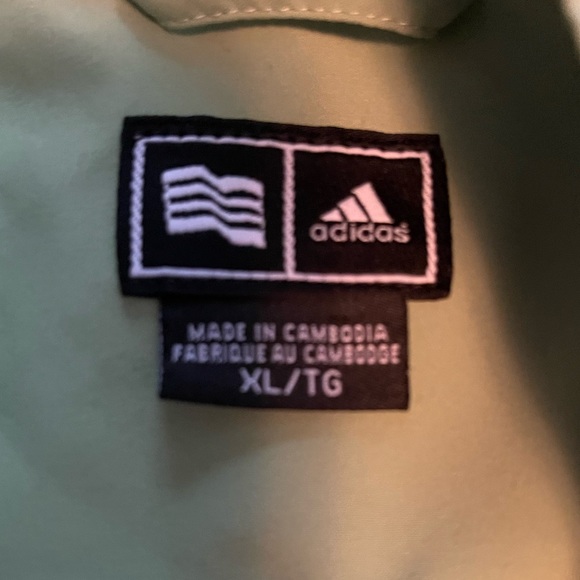 adidas
MADE IN CAMBODIA
FABRIQUE AU CAMBODGE
XL/TG